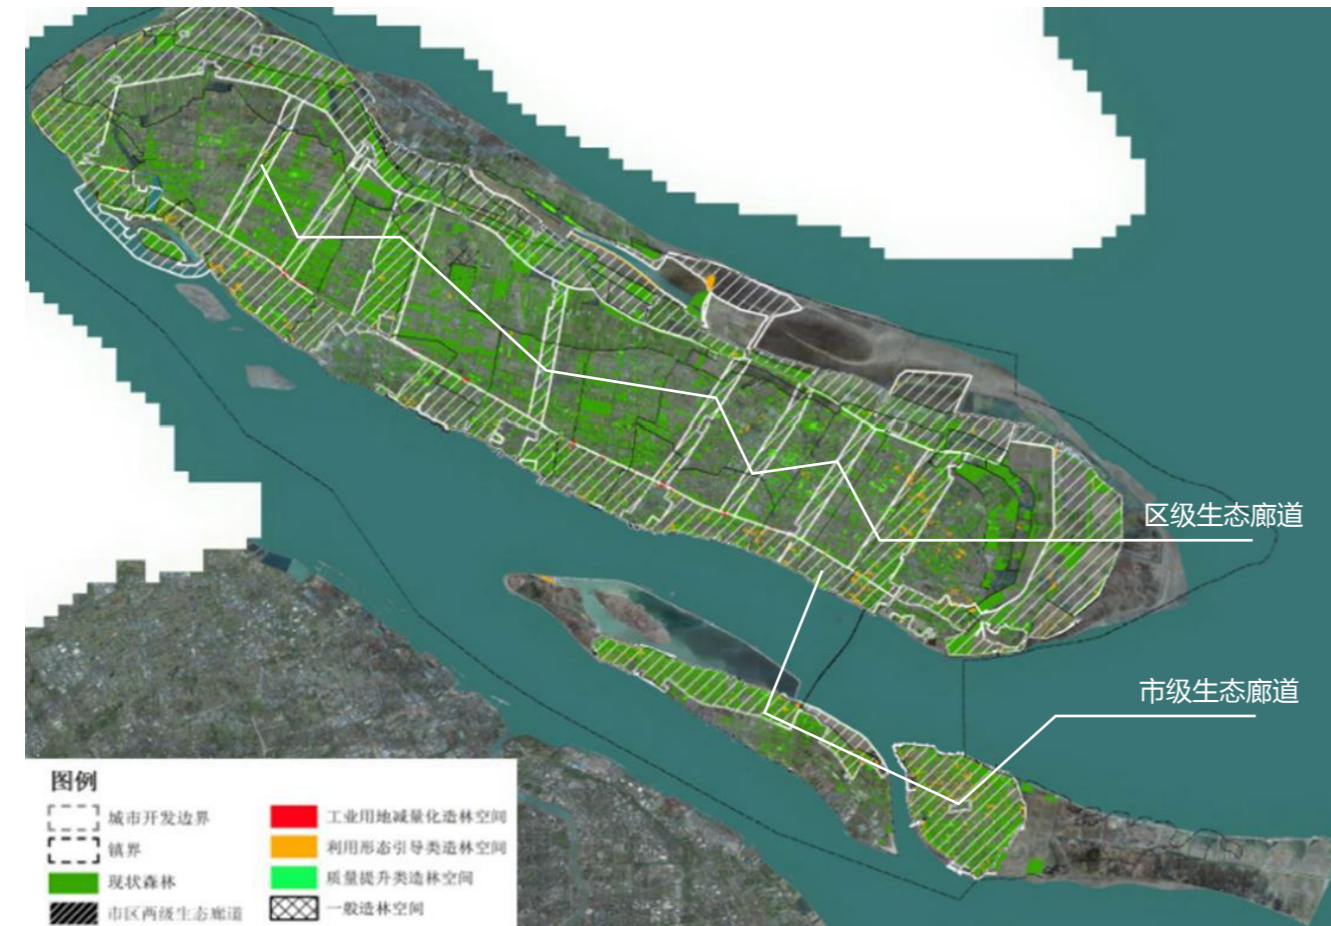 区级生态廊道
市级生态廊道
图例
城市开发边界
镇界
现状森林
市区两级生态廊道
工业用地减量化造林空间
利用形态引导类造林空间
质量提升类造林空间
一般造林空间